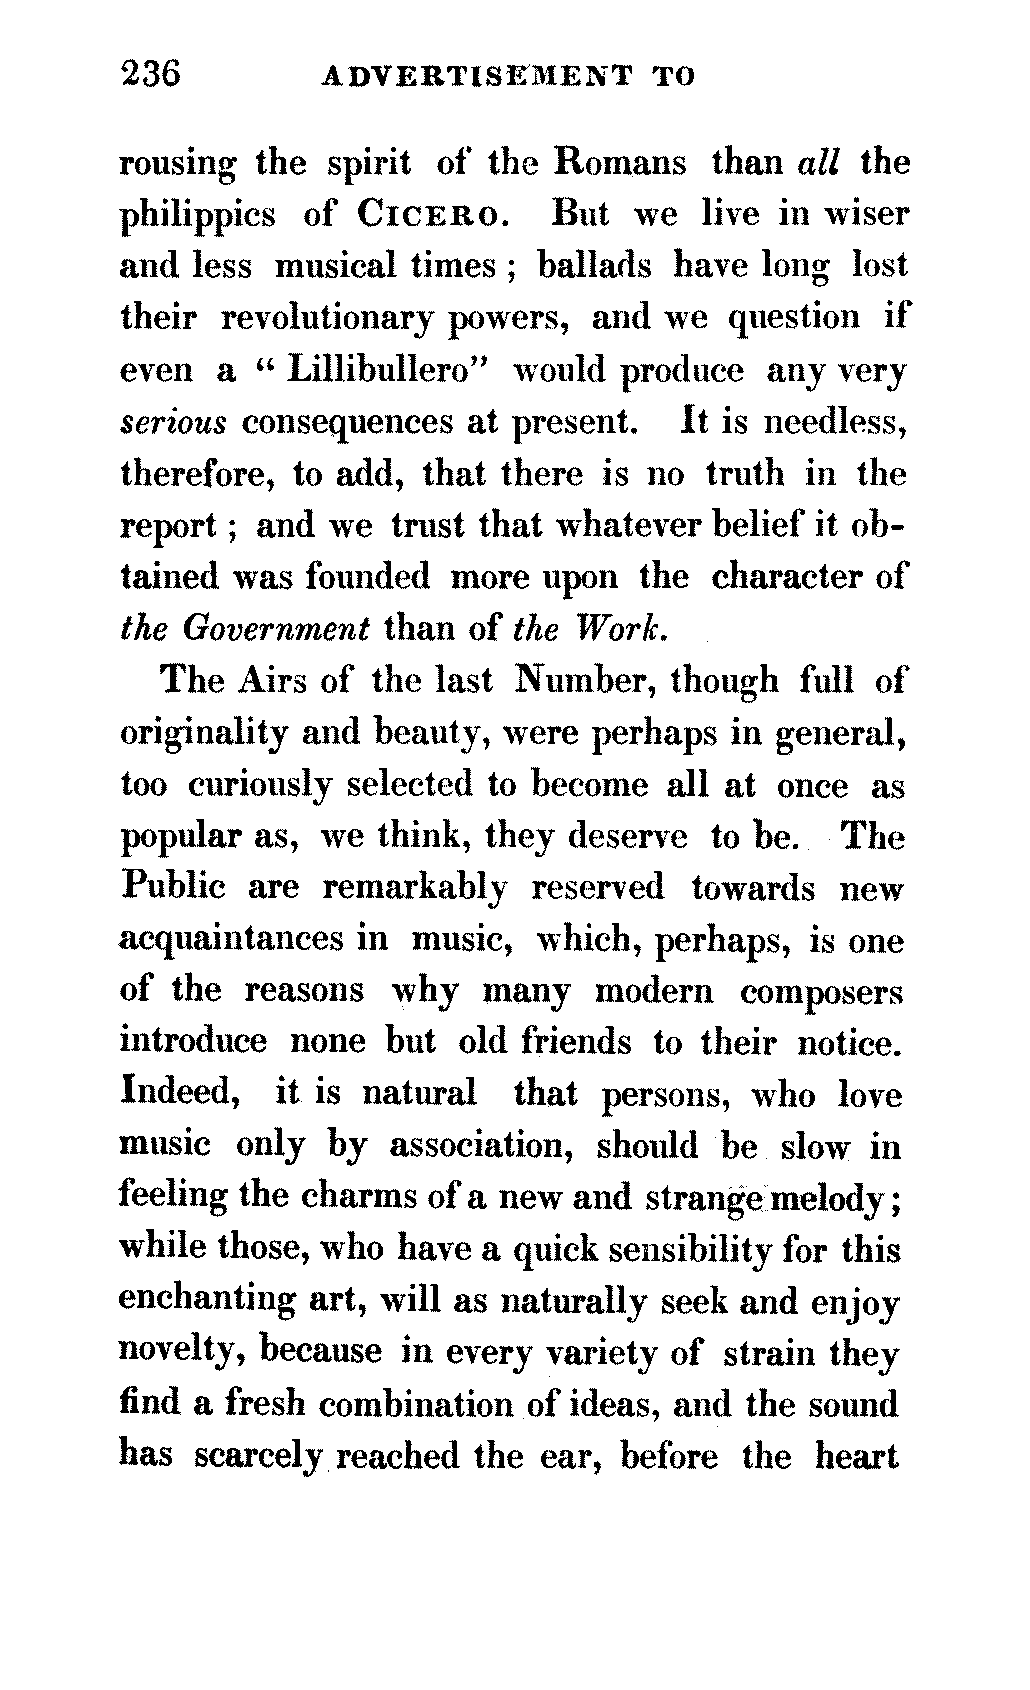 236 ADVERTISEMENT TO
rousing the spirit of the Romans than all the
philippics of CICERO. But we live in wiser
and less musical times ; ballads have long lost
their revolutionary powers, and we question if
even a “ Lillibullero” would produce any very
serious consequences at present. It is needless,
therefore, to add, that there is no truth in the
report ; and we trust that whatever belief it ob-
tained was founded more upon the character of
the Government than of the Work.
The Airs of the last Number, though full of
originality and beauty, were perhaps in general,
too curiously selected to become all at once as
popular as, we think, they deserve to be. The
Public are remarkably reserved towards new
acquaintances in music, which, perhaps, is one
of the reasons why many modern composers
introduce none but old friends to their notice.
Indeed, it is natural that persons, who love
music only by association, should be slow in
feeling the charms of a new and strange melody ;
while those, who have a quick sensibility for this
enchanting art, will as naturally seek and enjoy
novelty, because in every variety of strain they
find a fresh combination of ideas, and the sound
has scarcely reached the ear, before the heart